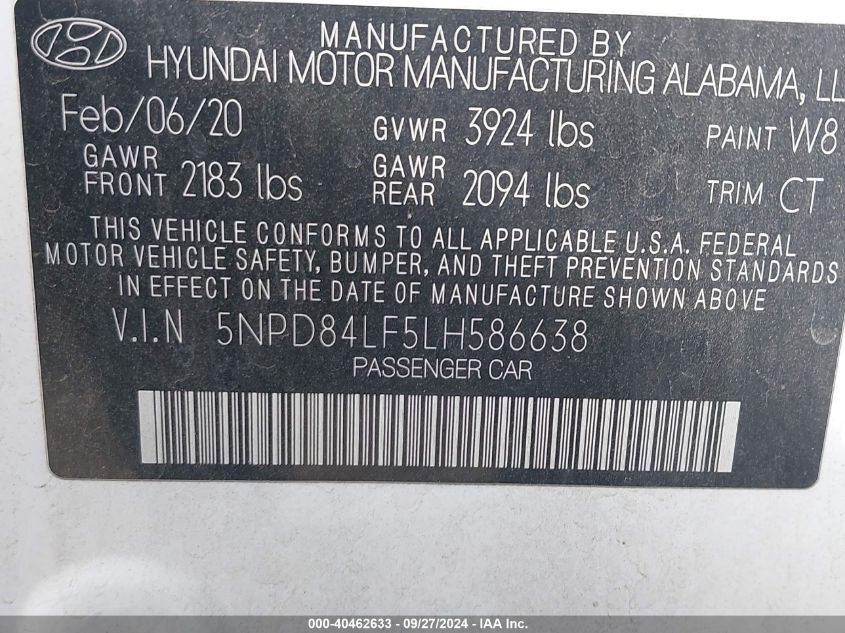 MANUFACTURED BY
HYUNDAI MOTOR MANUFACTURING ALABAMA, LL
Feb/06/20 GVWR 3924 lbs PAINT W8
GAWR FRONT 2183 lbs GAWR REAR 2094 lbs TRIM CT
THIS VEHICLE CONFORMS TO ALL APPLICABLE U.S.A. FEDERAL
MOTOR VEHICLE SAFETY, BUMPER, AND THEFT PREVENTION STANDARDS
IN EFFECT ON THE DATE OF MANUFACTURE SHOWN ABOVE
V.I.N 5NPD84LF5LH586638
PASSENGER CAR
000-40462633 - 09/27/2024 - IAA Inc.